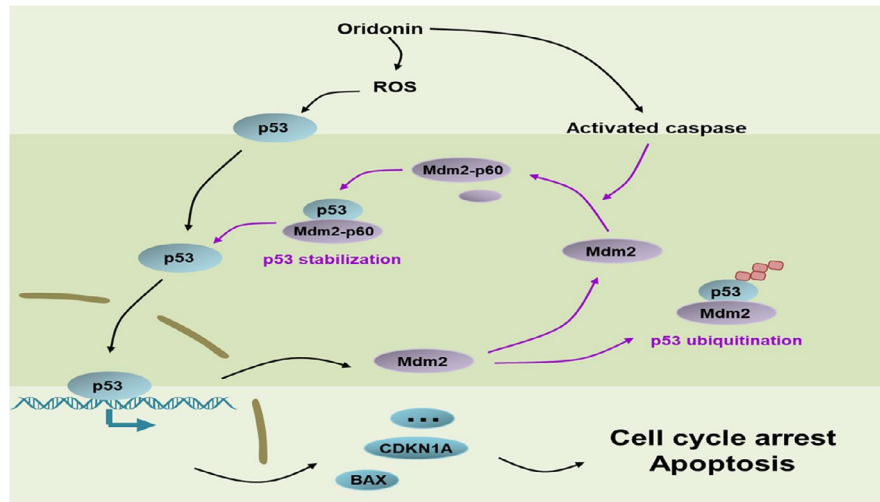 Oridonin
ROS
p53
Activated caspase
Mdm2-p60
p53
Mdm2-p60
p53 stabilization
p53
Mdm2
p53
Mdm2
p53 ubiquitination
Mdm2
p53
...
CDKN1A
BAX
Cell cycle arrest
Apoptosis